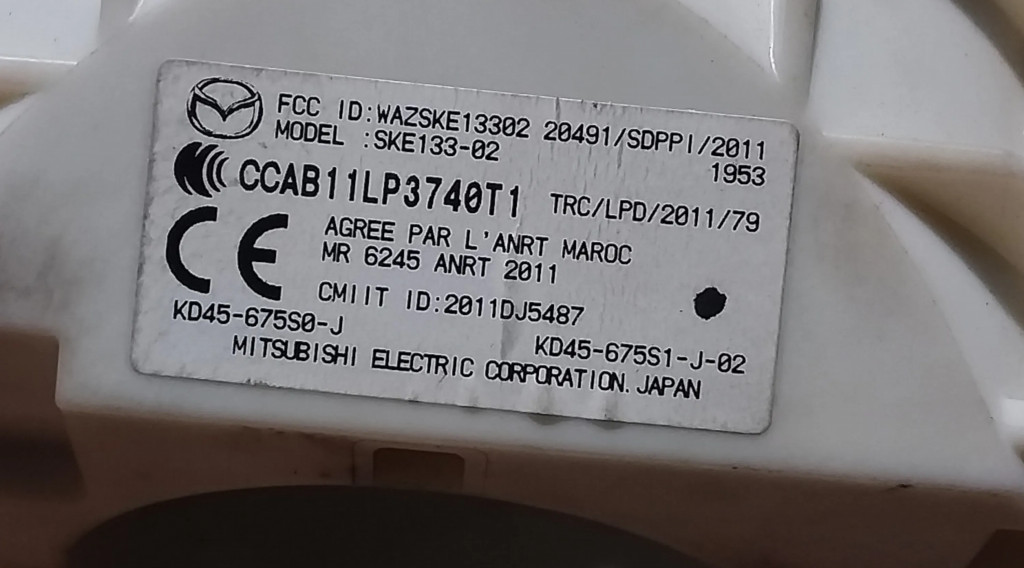 FCC ID:WAZSKE13302 20491/SDPPI/2011
MODEL :SKE133-02 1953
CCAB11LP3740T1 TRC/LPD/2011/79
CE AGREE PAR L'ANRT MAROC
MR 6245 ANRT 2011
CMIIT ID:2011DJ5487
KD45-675S0-J KD45-675S1-J-02
MITSUBISHI ELECTRIC CORPORATION. JAPAN